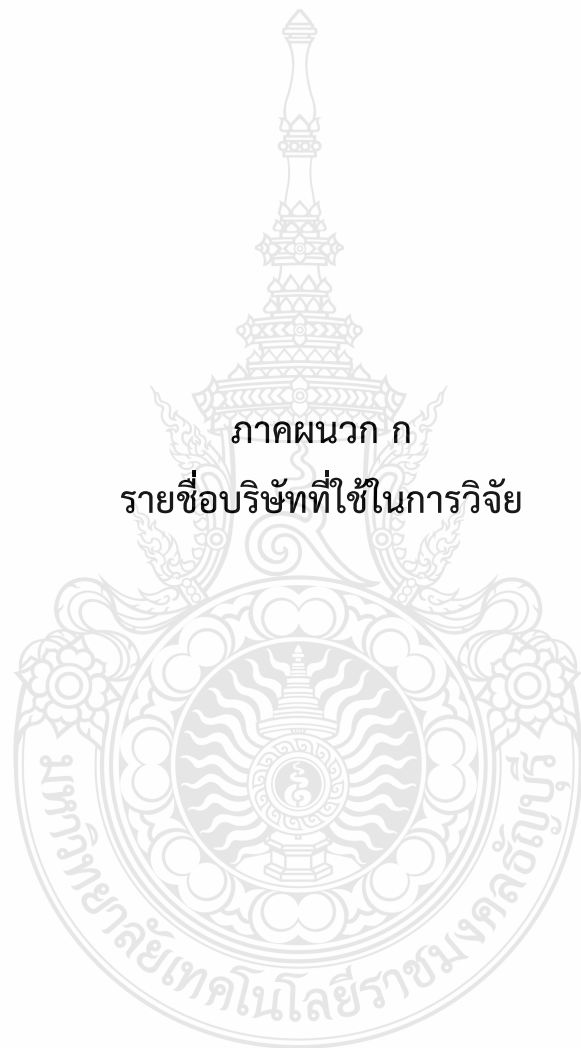 ภาคผนวก ก
รายชื่อบริษัทที่ใช้ในการวิจัย
มหาวิทยาลัยเทคโนโลยีราชมงคลธัญบุรี